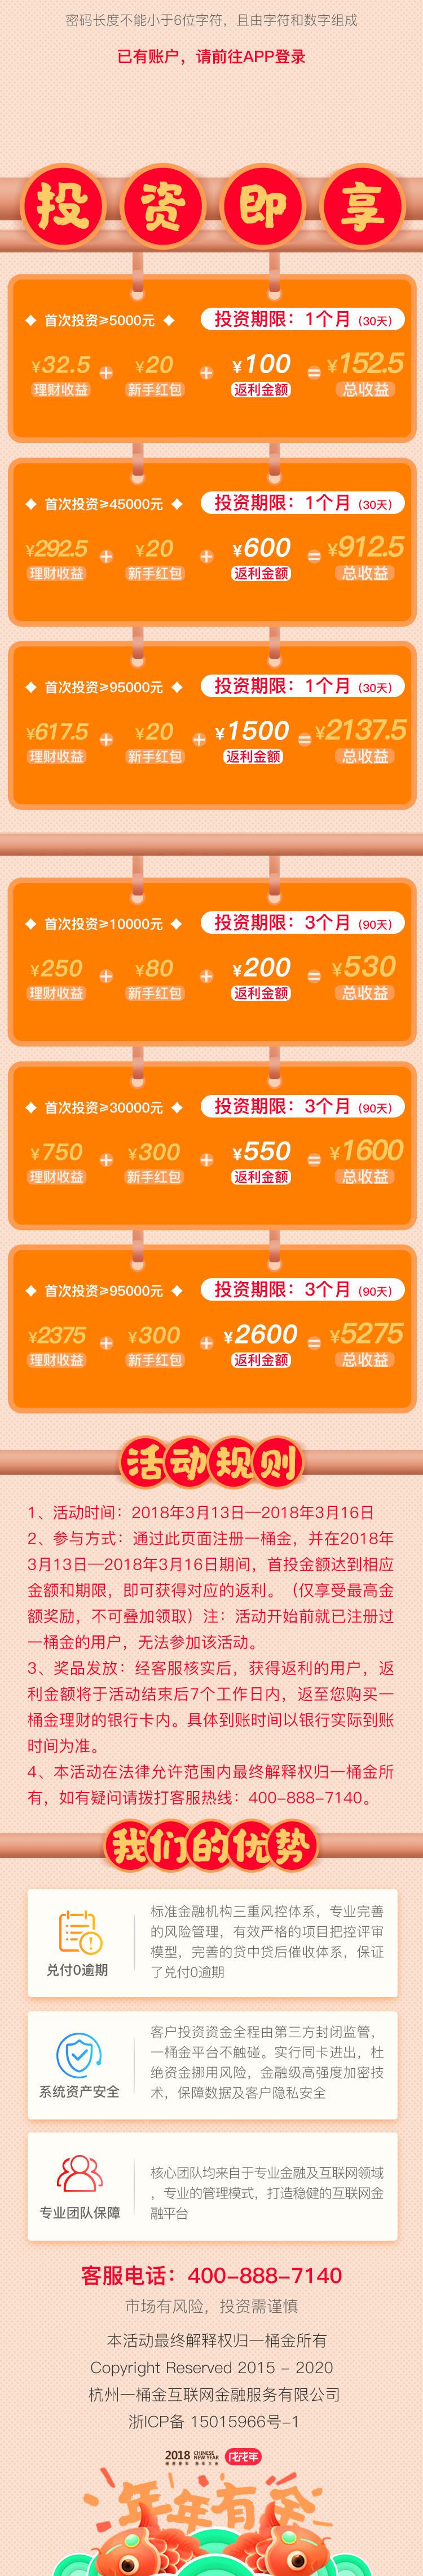 密码长度不能小于6位字符，且由字符和数字组成
已有账户，请前往APP登录
投资即享
首次投资≥5000元 投资期限：1个月（30天）
¥32.5 + ¥20 + ¥100 = ¥152.5
理财收益 新手红包 返利金额 总收益
首次投资≥45000元 投资期限：1个月（30天）
¥292.5 + ¥20 + ¥600 = ¥912.5
理财收益 新手红包 返利金额 总收益
首次投资≥95000元 投资期限：1个月（30天）
¥617.5 + ¥20 + ¥1500 = ¥2137.5
理财收益 新手红包 返利金额 总收益
首次投资≥10000元 投资期限：3个月（90天）
¥250 + ¥80 + ¥200 = ¥530
理财收益 新手红包 返利金额 总收益
首次投资≥30000元 投资期限：3个月（90天）
¥750 + ¥300 + ¥550 = ¥1600
理财收益 新手红包 返利金额 总收益
首次投资≥95000元 投资期限：3个月（90天）
¥2375 + ¥300 + ¥2600 = ¥5275
理财收益 新手红包 返利金额 总收益
活动规则
1、活动时间：2018年3月13日—2018年3月16日
2、参与方式：通过此页面注册一桶金，并在2018年
3月13日—2018年3月16日期间，首投金额达到相应
金额和期限，即可获得对应的返利。（仅享受最高金
额奖励，不可叠加领取）注：活动开始前就已注册过
一桶金的用户，无法参加该活动。
3、奖品发放：经客服核实后，获得返利的用户，返
利金额将于活动结束后7个工作日内，返至您购买一
桶金理财的银行卡内。具体到账时间以银行实际到账
时间为准。
4、本活动在法律允许范围内最终解释权归一桶金所
有，如有疑问请拨打客服热线：400-888-7140。
我们的优势
标准金融机构三重风控体系，专业完善
的风险管理，有效严格的项目把控评审
模型，完善的贷中贷后催收体系，保证
了兑付0逾期
兑付0逾期
客户投资资金全程由第三方封闭监管，
一桶金平台不触碰。实行同卡进出，杜
绝资金挪用风险，金融级高强度加密技
术，保障数据及客户隐私安全
系统资产安全
核心团队均来自于专业金融及互联网领域
，专业的管理模式，打造稳健的互联网金
融平台
专业团队保障
客服电话：400-888-7140
市场有风险，投资需谨慎
本活动最终解释权归一桶金所有
Copyright Reserved 2015 - 2020
杭州一桶金互联网金融服务有限公司
浙ICP备 15015966号-1
2018 CHINESE NEW YEAR 戊戌年
年年有余